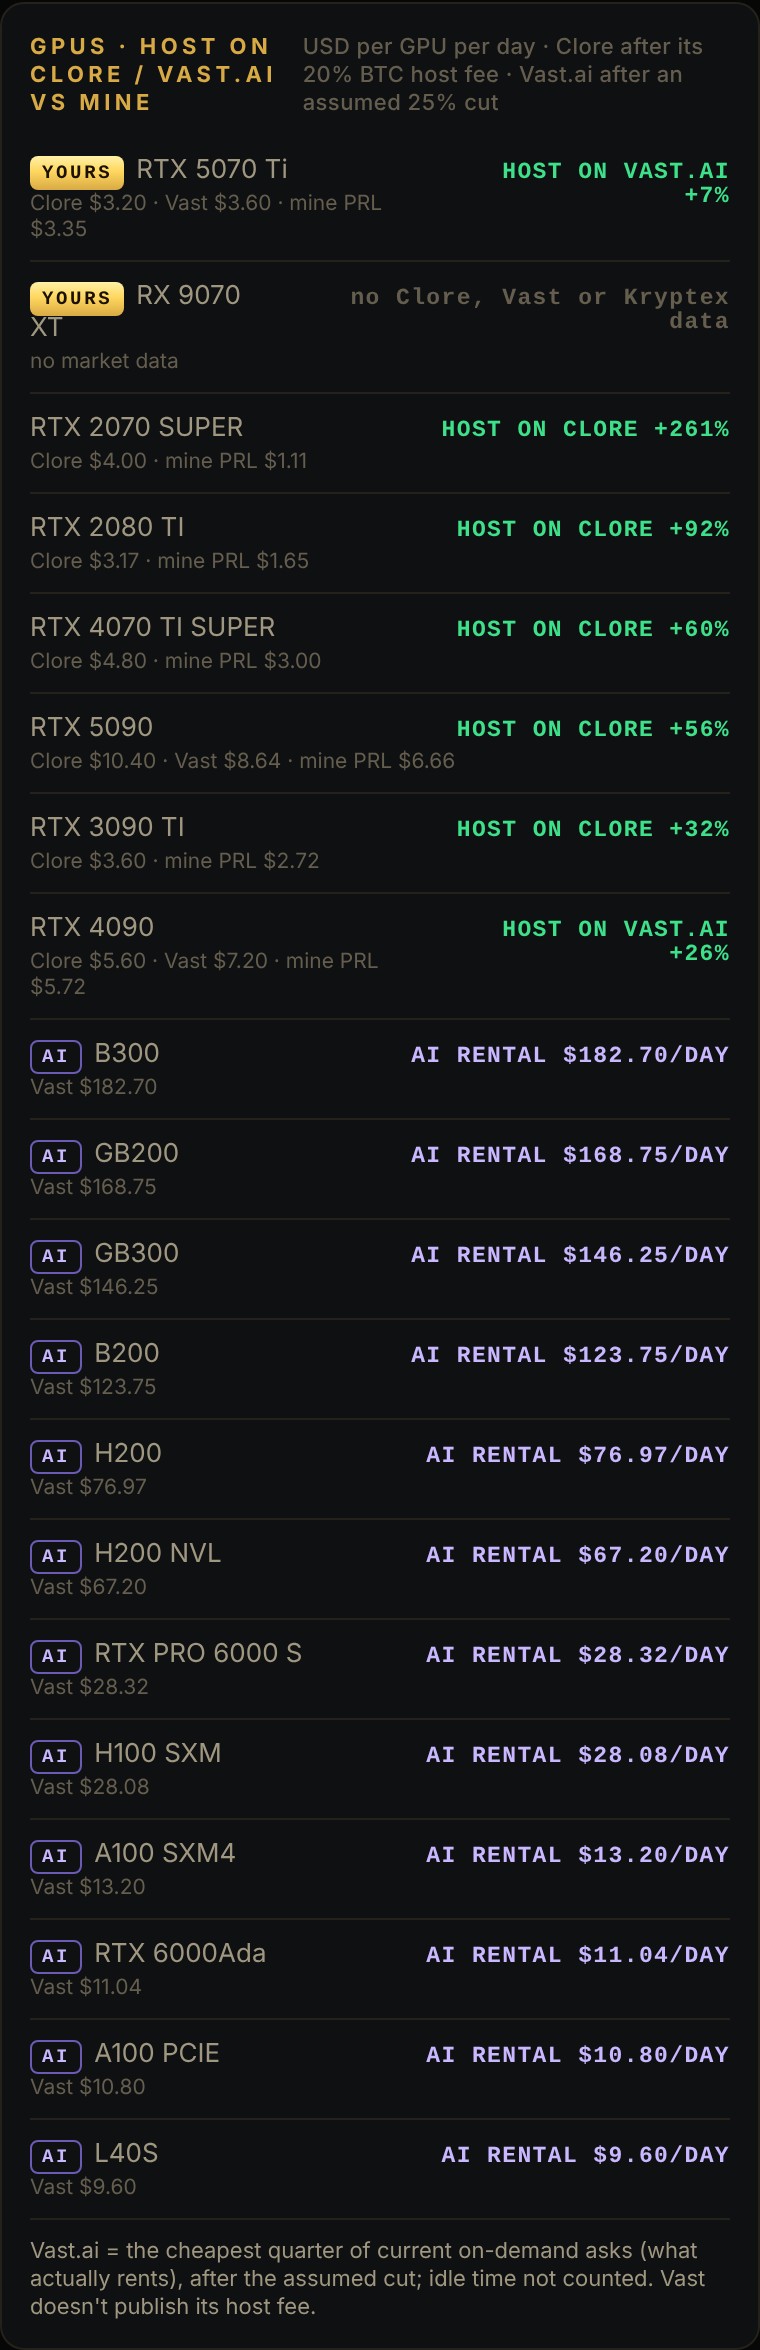 GPUS · HOST ON
CLORE / VAST.AI
VS MINE
USD per GPU per day · Clore after its
20% BTC host fee · Vast.ai after an
assumed 25% cut
YOURS RTX 5070 Ti
HOST ON VAST.AI
+7%
Clore $3.20 · Vast $3.60 · mine PRL
$3.35
YOURS RX 9070
XT
no Clore, Vast or Kryptex
data
no market data
RTX 2070 SUPER
HOST ON CLORE +261%
Clore $4.00 · mine PRL $1.11
RTX 2080 TI
HOST ON CLORE +92%
Clore $3.17 · mine PRL $1.65
RTX 4070 TI SUPER
HOST ON CLORE +60%
Clore $4.80 · mine PRL $3.00
RTX 5090
HOST ON CLORE +56%
Clore $10.40 · Vast $8.64 · mine PRL $6.66
RTX 3090 TI
HOST ON CLORE +32%
Clore $3.60 · mine PRL $2.72
RTX 4090
HOST ON VAST.AI
+26%
Clore $5.60 · Vast $7.20 · mine PRL
$5.72
AI B300
AI RENTAL $182.70/DAY
Vast $182.70
AI GB200
AI RENTAL $168.75/DAY
Vast $168.75
AI GB300
AI RENTAL $146.25/DAY
Vast $146.25
AI B200
AI RENTAL $123.75/DAY
Vast $123.75
AI H200
AI RENTAL $76.97/DAY
Vast $76.97
AI H200 NVL
AI RENTAL $67.20/DAY
Vast $67.20
AI RTX PRO 6000 S
AI RENTAL $28.32/DAY
Vast $28.32
AI H100 SXM
AI RENTAL $28.08/DAY
Vast $28.08
AI A100 SXM4
AI RENTAL $13.20/DAY
Vast $13.20
AI RTX 6000Ada
AI RENTAL $11.04/DAY
Vast $11.04
AI A100 PCIE
AI RENTAL $10.80/DAY
Vast $10.80
AI L40S
AI RENTAL $9.60/DAY
Vast $9.60
Vast.ai = the cheapest quarter of current on-demand asks (what
actually rents), after the assumed cut; idle time not counted. Vast
doesn't publish its host fee.